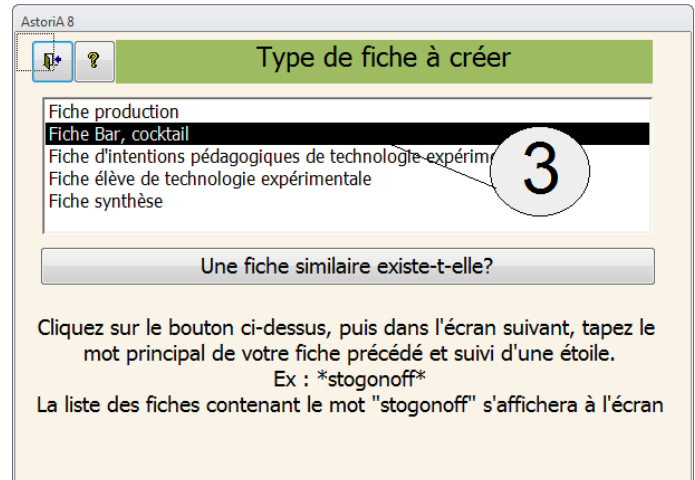 AstoriA 8
?
Type de fiche à créer
Fiche production
Fiche Bar, cocktail
Fiche d'intentions pédagogiques de technologie
Fiche élève de technologie expérimentale
Fiche synthèse
3
Une fiche similaire existe-t-elle?
Cliquez sur le bouton ci-dessus, puis dans l'écran suivant, tapez le
mot principal de votre fiche précédé et suivi d'une étoile.
Ex : *stogonoff*
La liste des fiches contenant le mot "stogonoff" s'affichera à l'écran